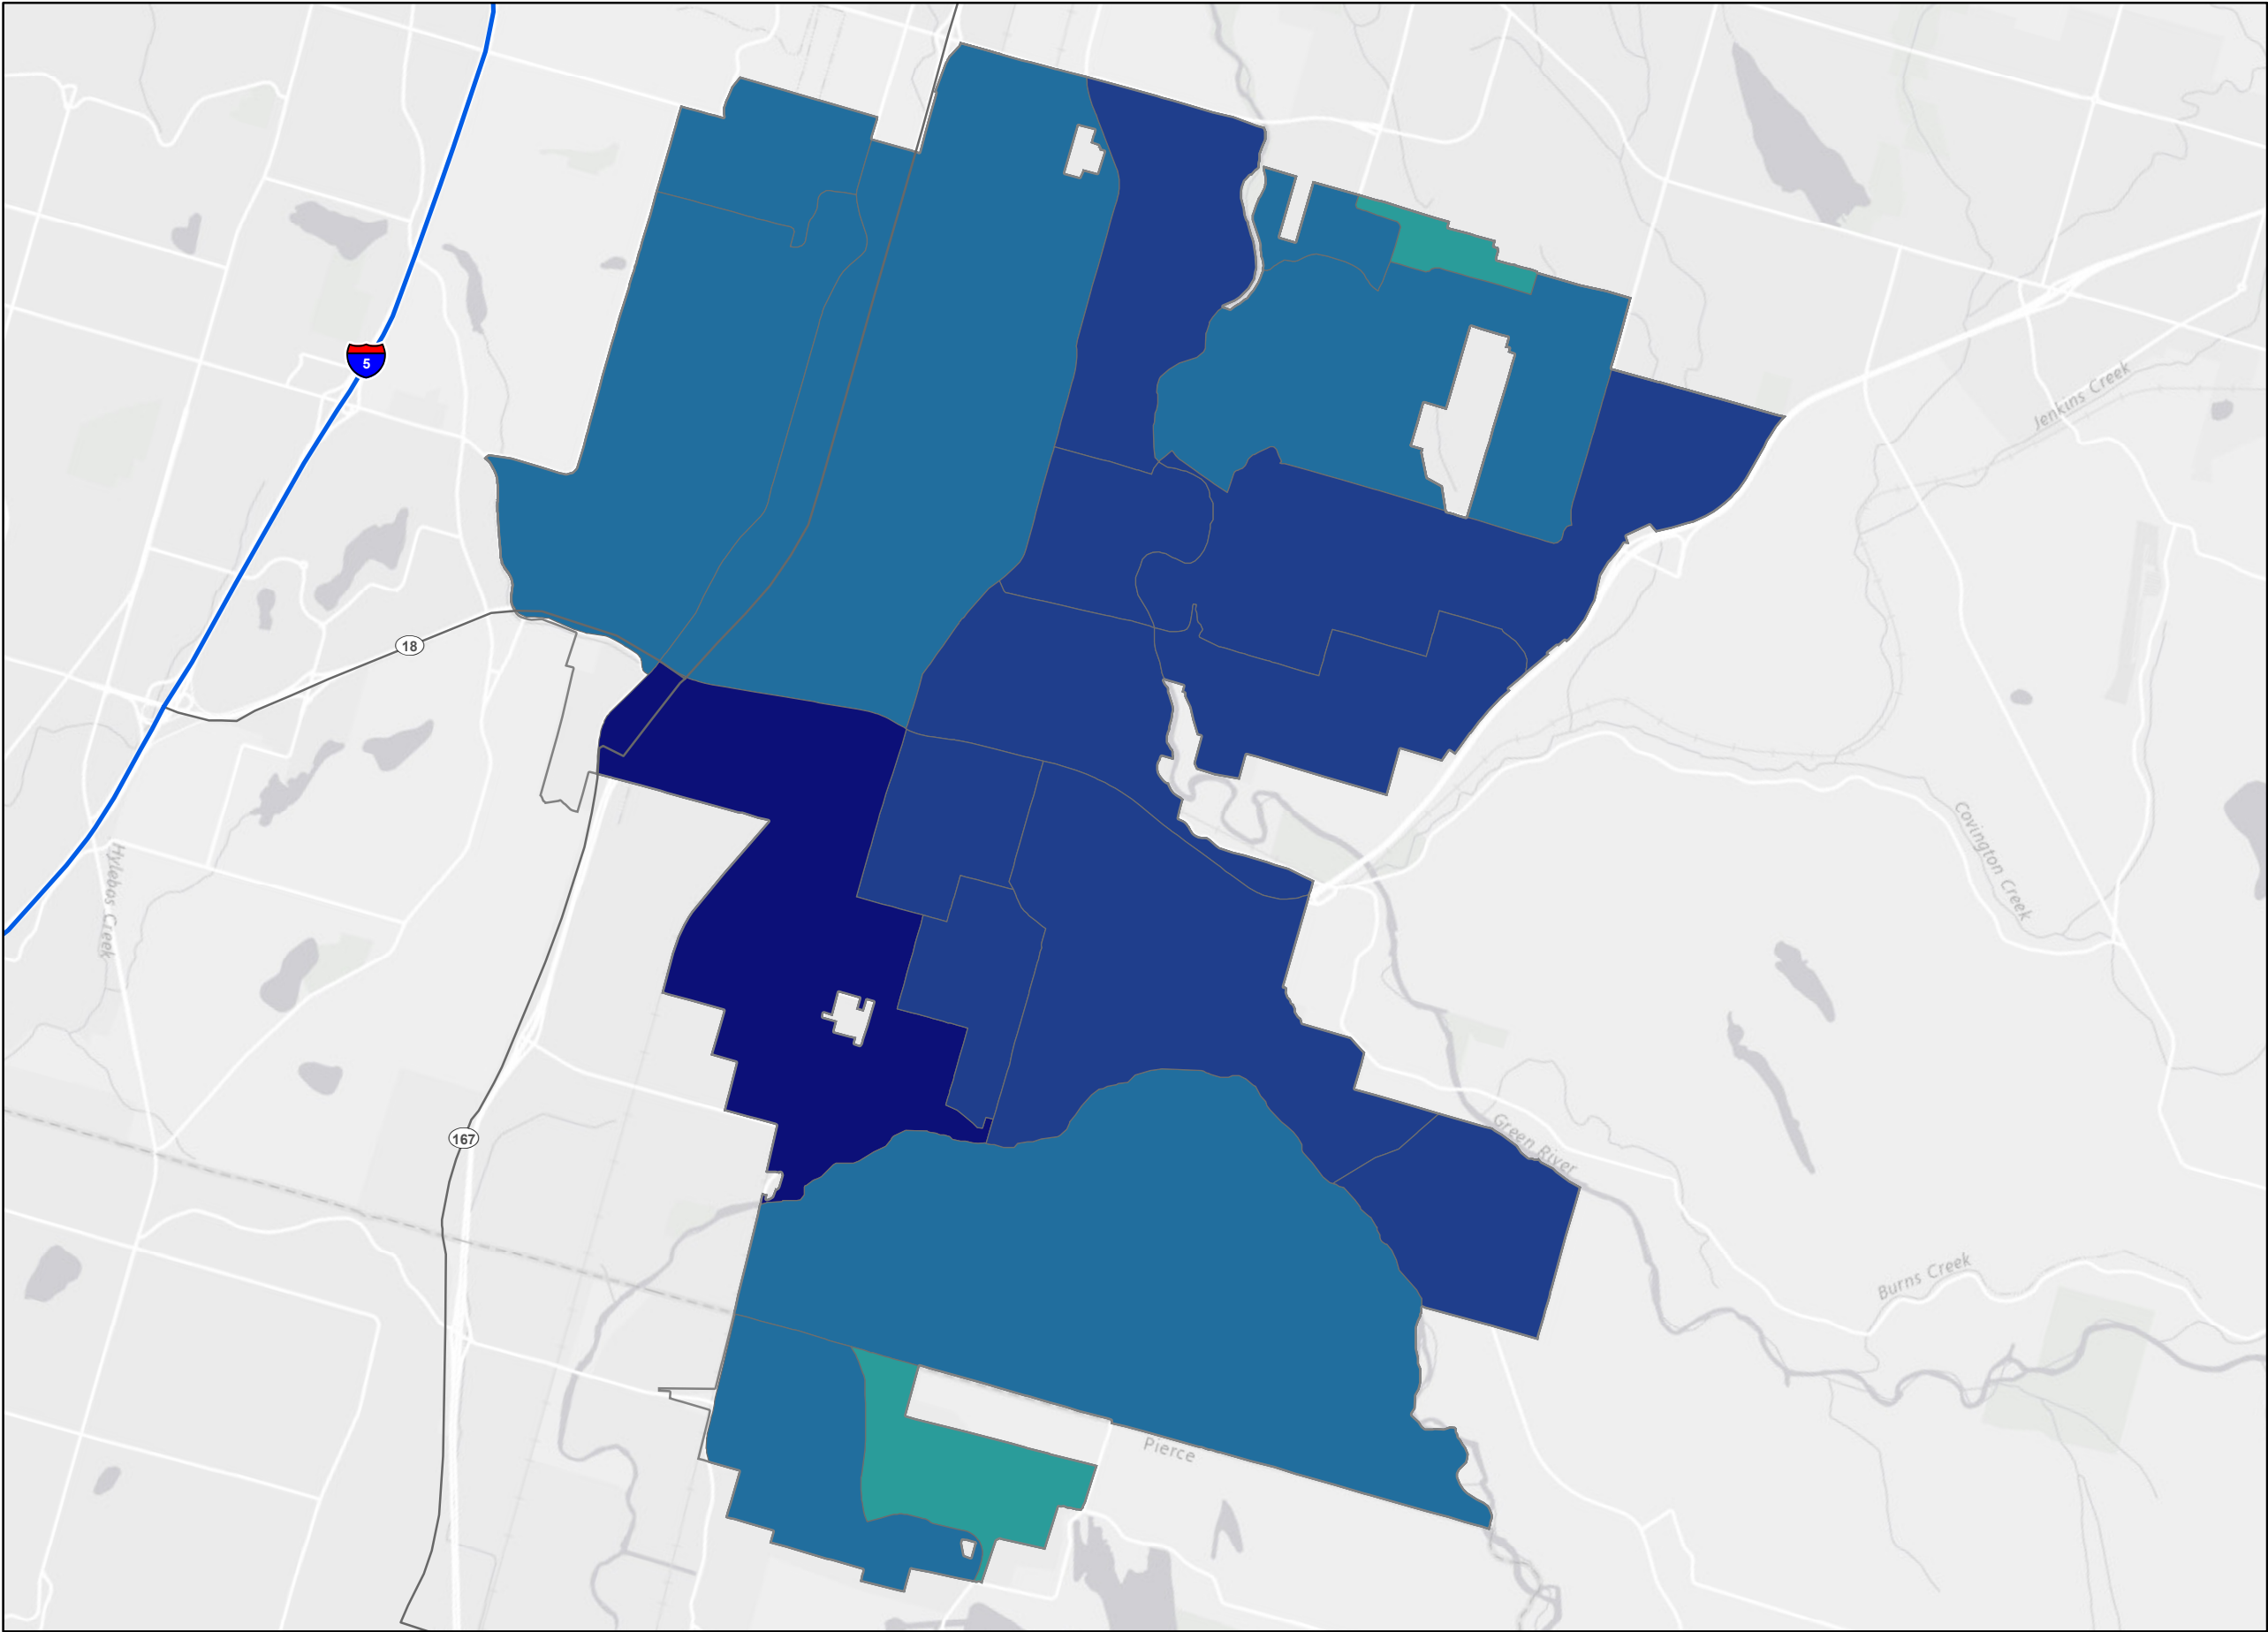 5
Jenkins Creek
18
Covington Creek
Hylebos Creek
167
Green River
Burns Creek
Pierce